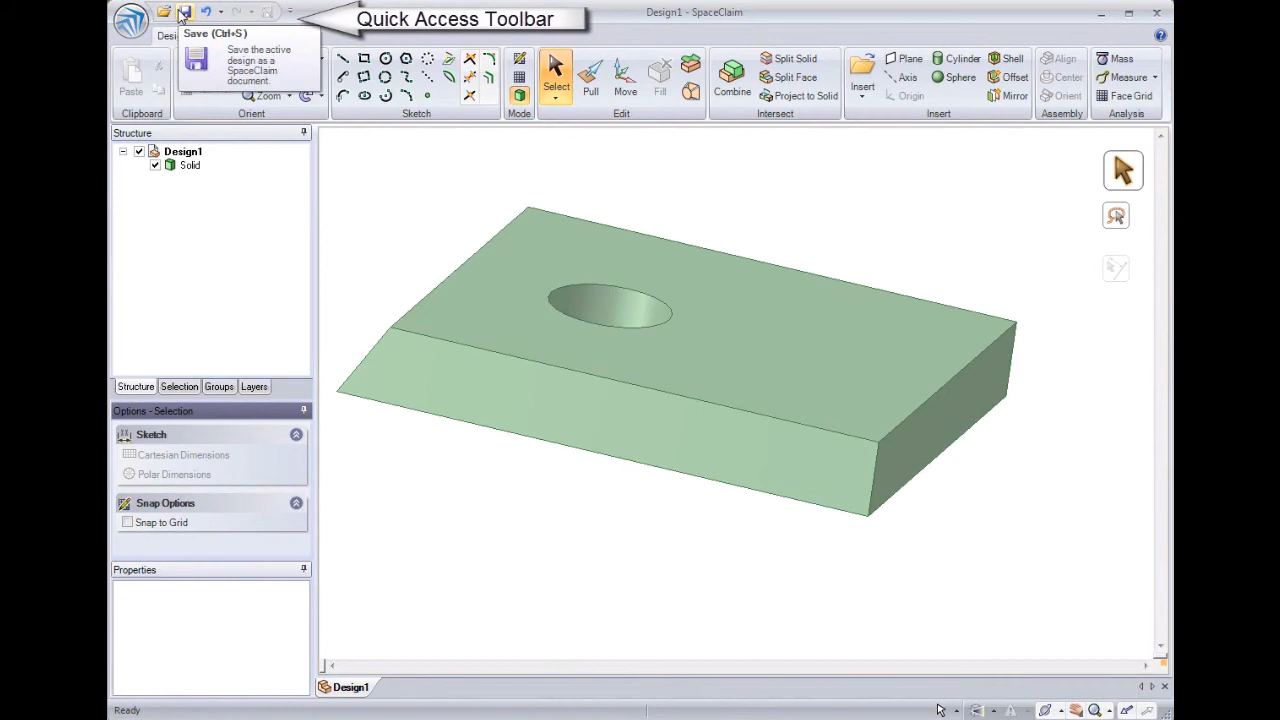 Quick Access Toolbar
Design1 - SpaceClaim
Save (Ctrl+S)
Save the active
design as a
SpaceClaim
document.
Desi
Paste
Zoom
Select
Pull
Move
Fill
Combine
Split Solid
Split Face
Project to Solid
Insert
Plane
Axis
Origin
Cylinder
Sphere
Shell
Offset
Mirror
Align
Center
Orient
Mass
Measure
Face Grid
Clipboard
Orient
Sketch
Mode
Edit
Intersect
Insert
Assembly
Analysis
Structure
Design1
Solid
Structure
Selection
Groups
Layers
Options - Selection
Sketch
Cartesian Dimensions
Polar Dimensions
Snap Options
Snap to Grid
Properties
Design1
Ready